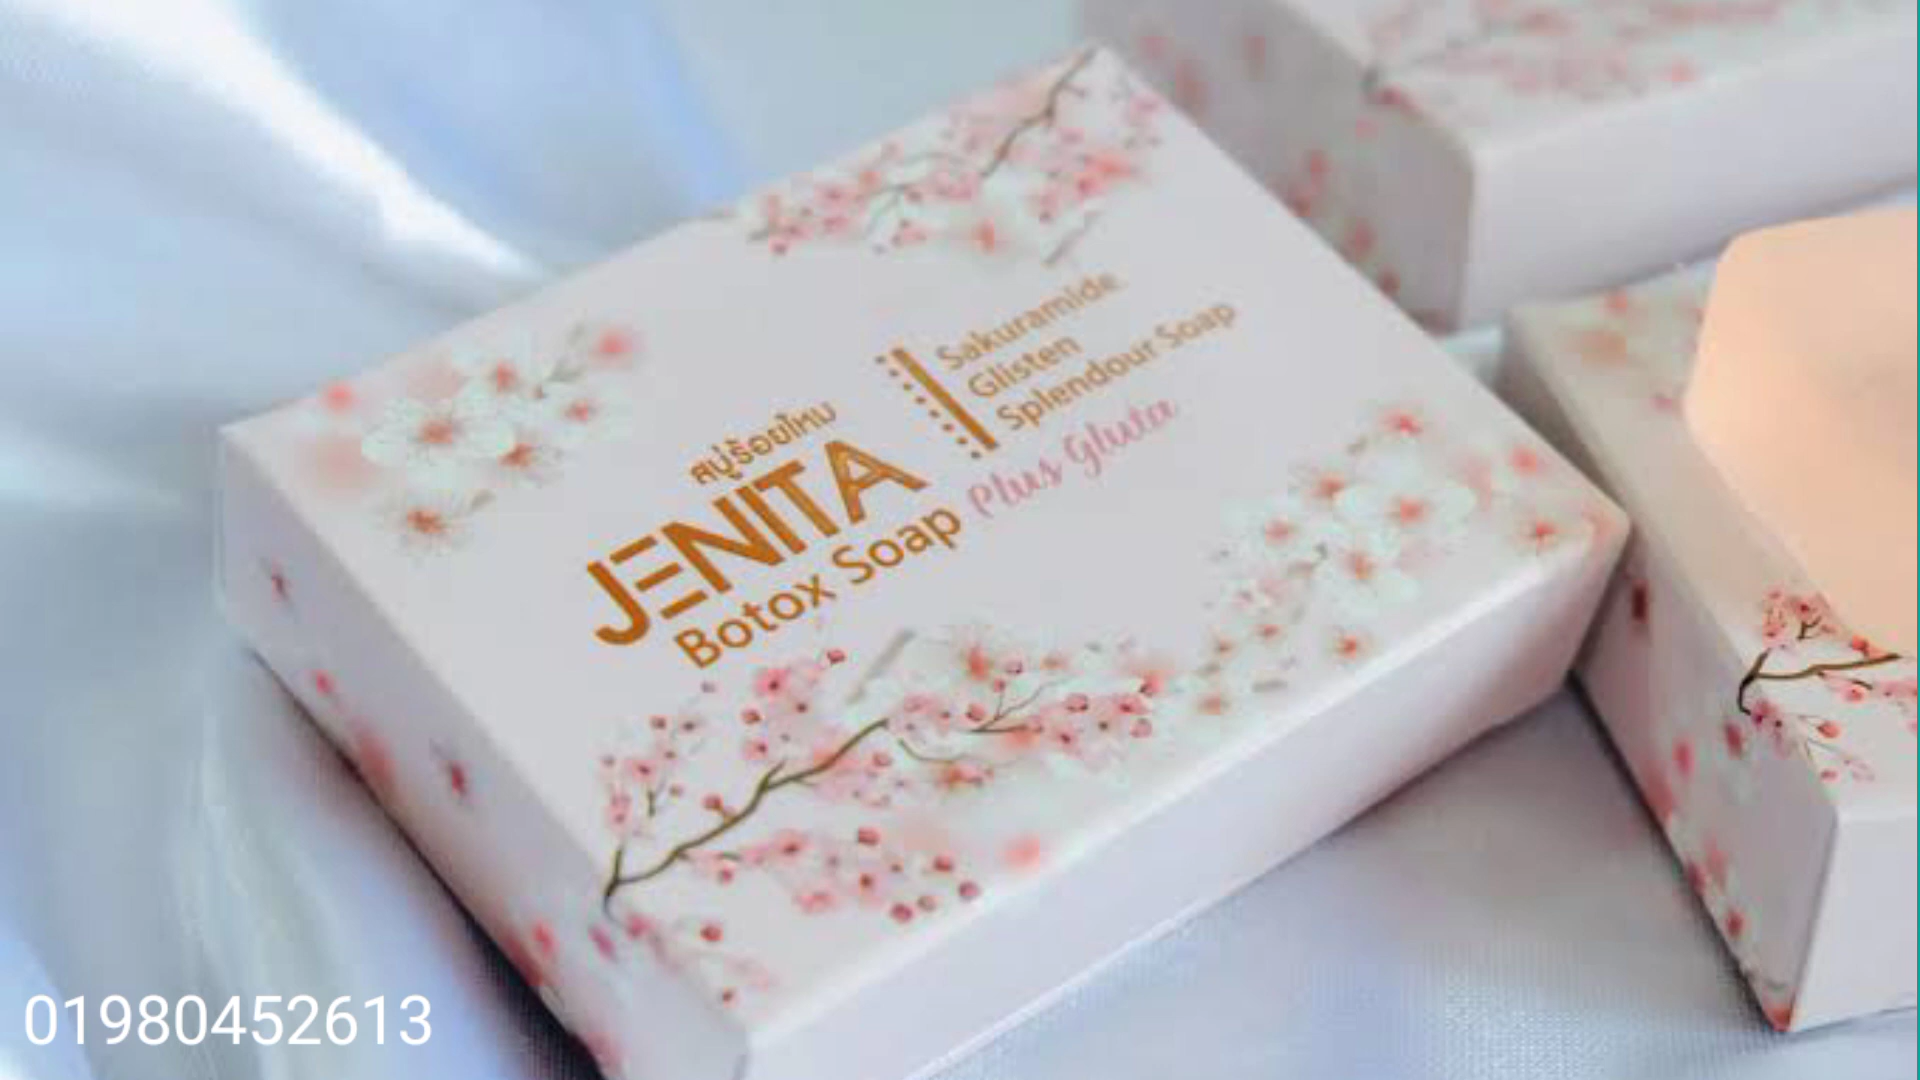 สบู่ร้อยไหม
JENITA
Botox Soap Plus Gluta
Sakuramide
Glisten
Splendour Soap
01980452613